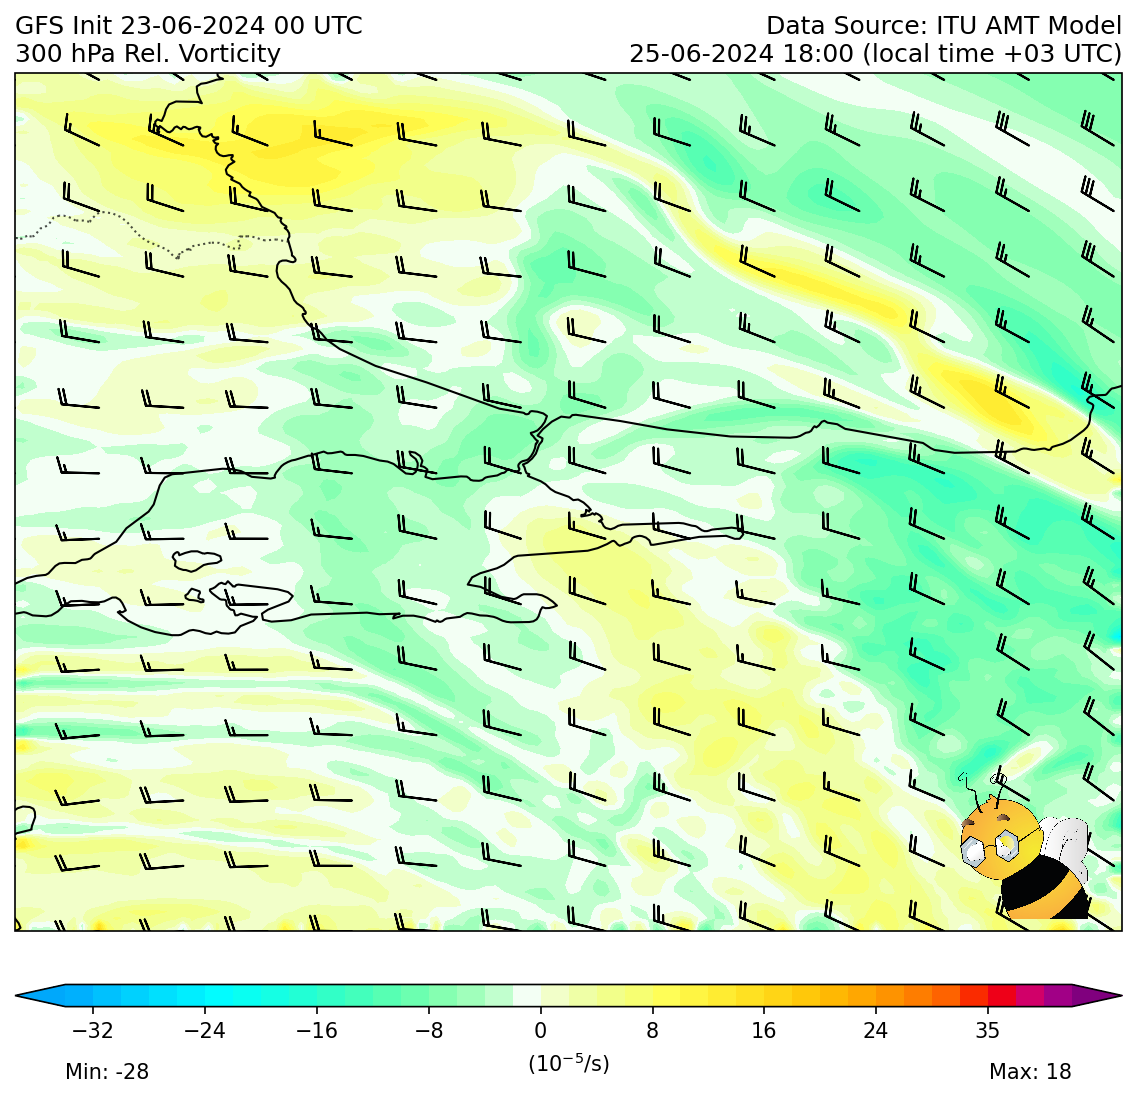 GFS Init 23-06-2024 00 UTC
Data Source: ITU AMT Model
300 hPa Rel. Vorticity
25-06-2024 18:00 (local time +03 UTC)
−32 −24 −16 −8 0 8 16 24 35
(10⁻⁵/s)
Min: -28
Max: 18